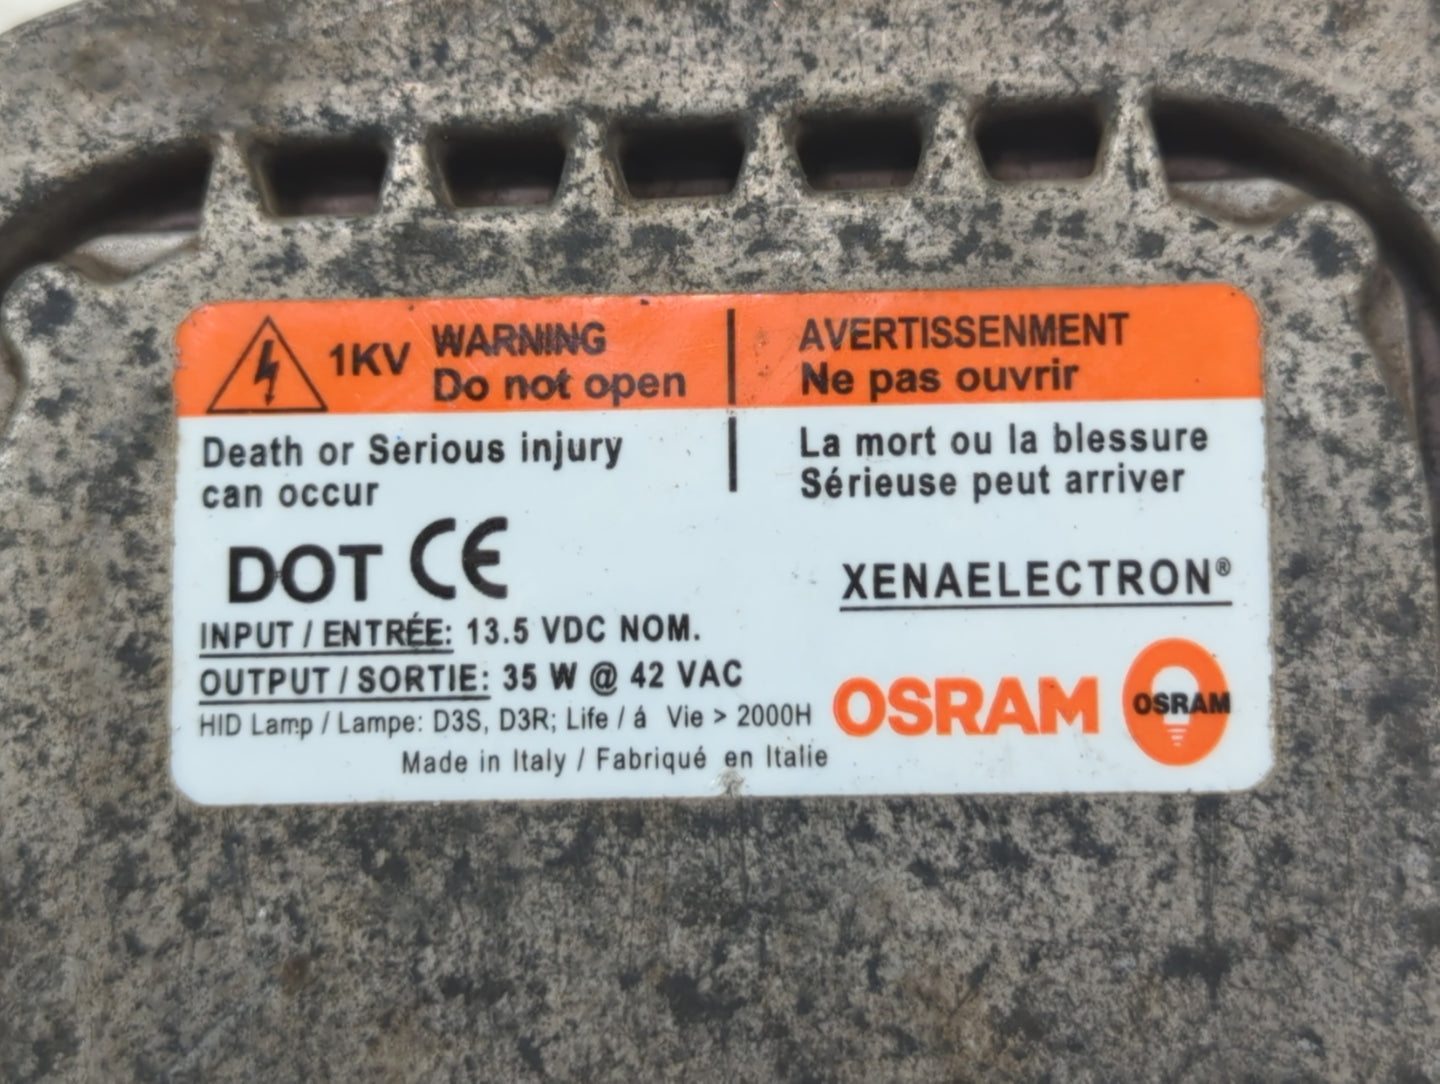 1KV
WARNING
Do not open
AVERTISSENMENT
Ne pas ouvrir
Death or Serious injury
can occur
La mort ou la blessure
Sérieuse peut arriver
DOT CE
XENAELECTRON®
INPUT / ENTRÉE: 13.5 VDC NOM.
OUTPUT / SORTIE: 35 W @ 42 VAC
HID Lamp / Lampe: D3S, D3R; Life / á Vie > 2000H
Made in Italy / Fabriqué en Italie
OSRAM
OSRAM